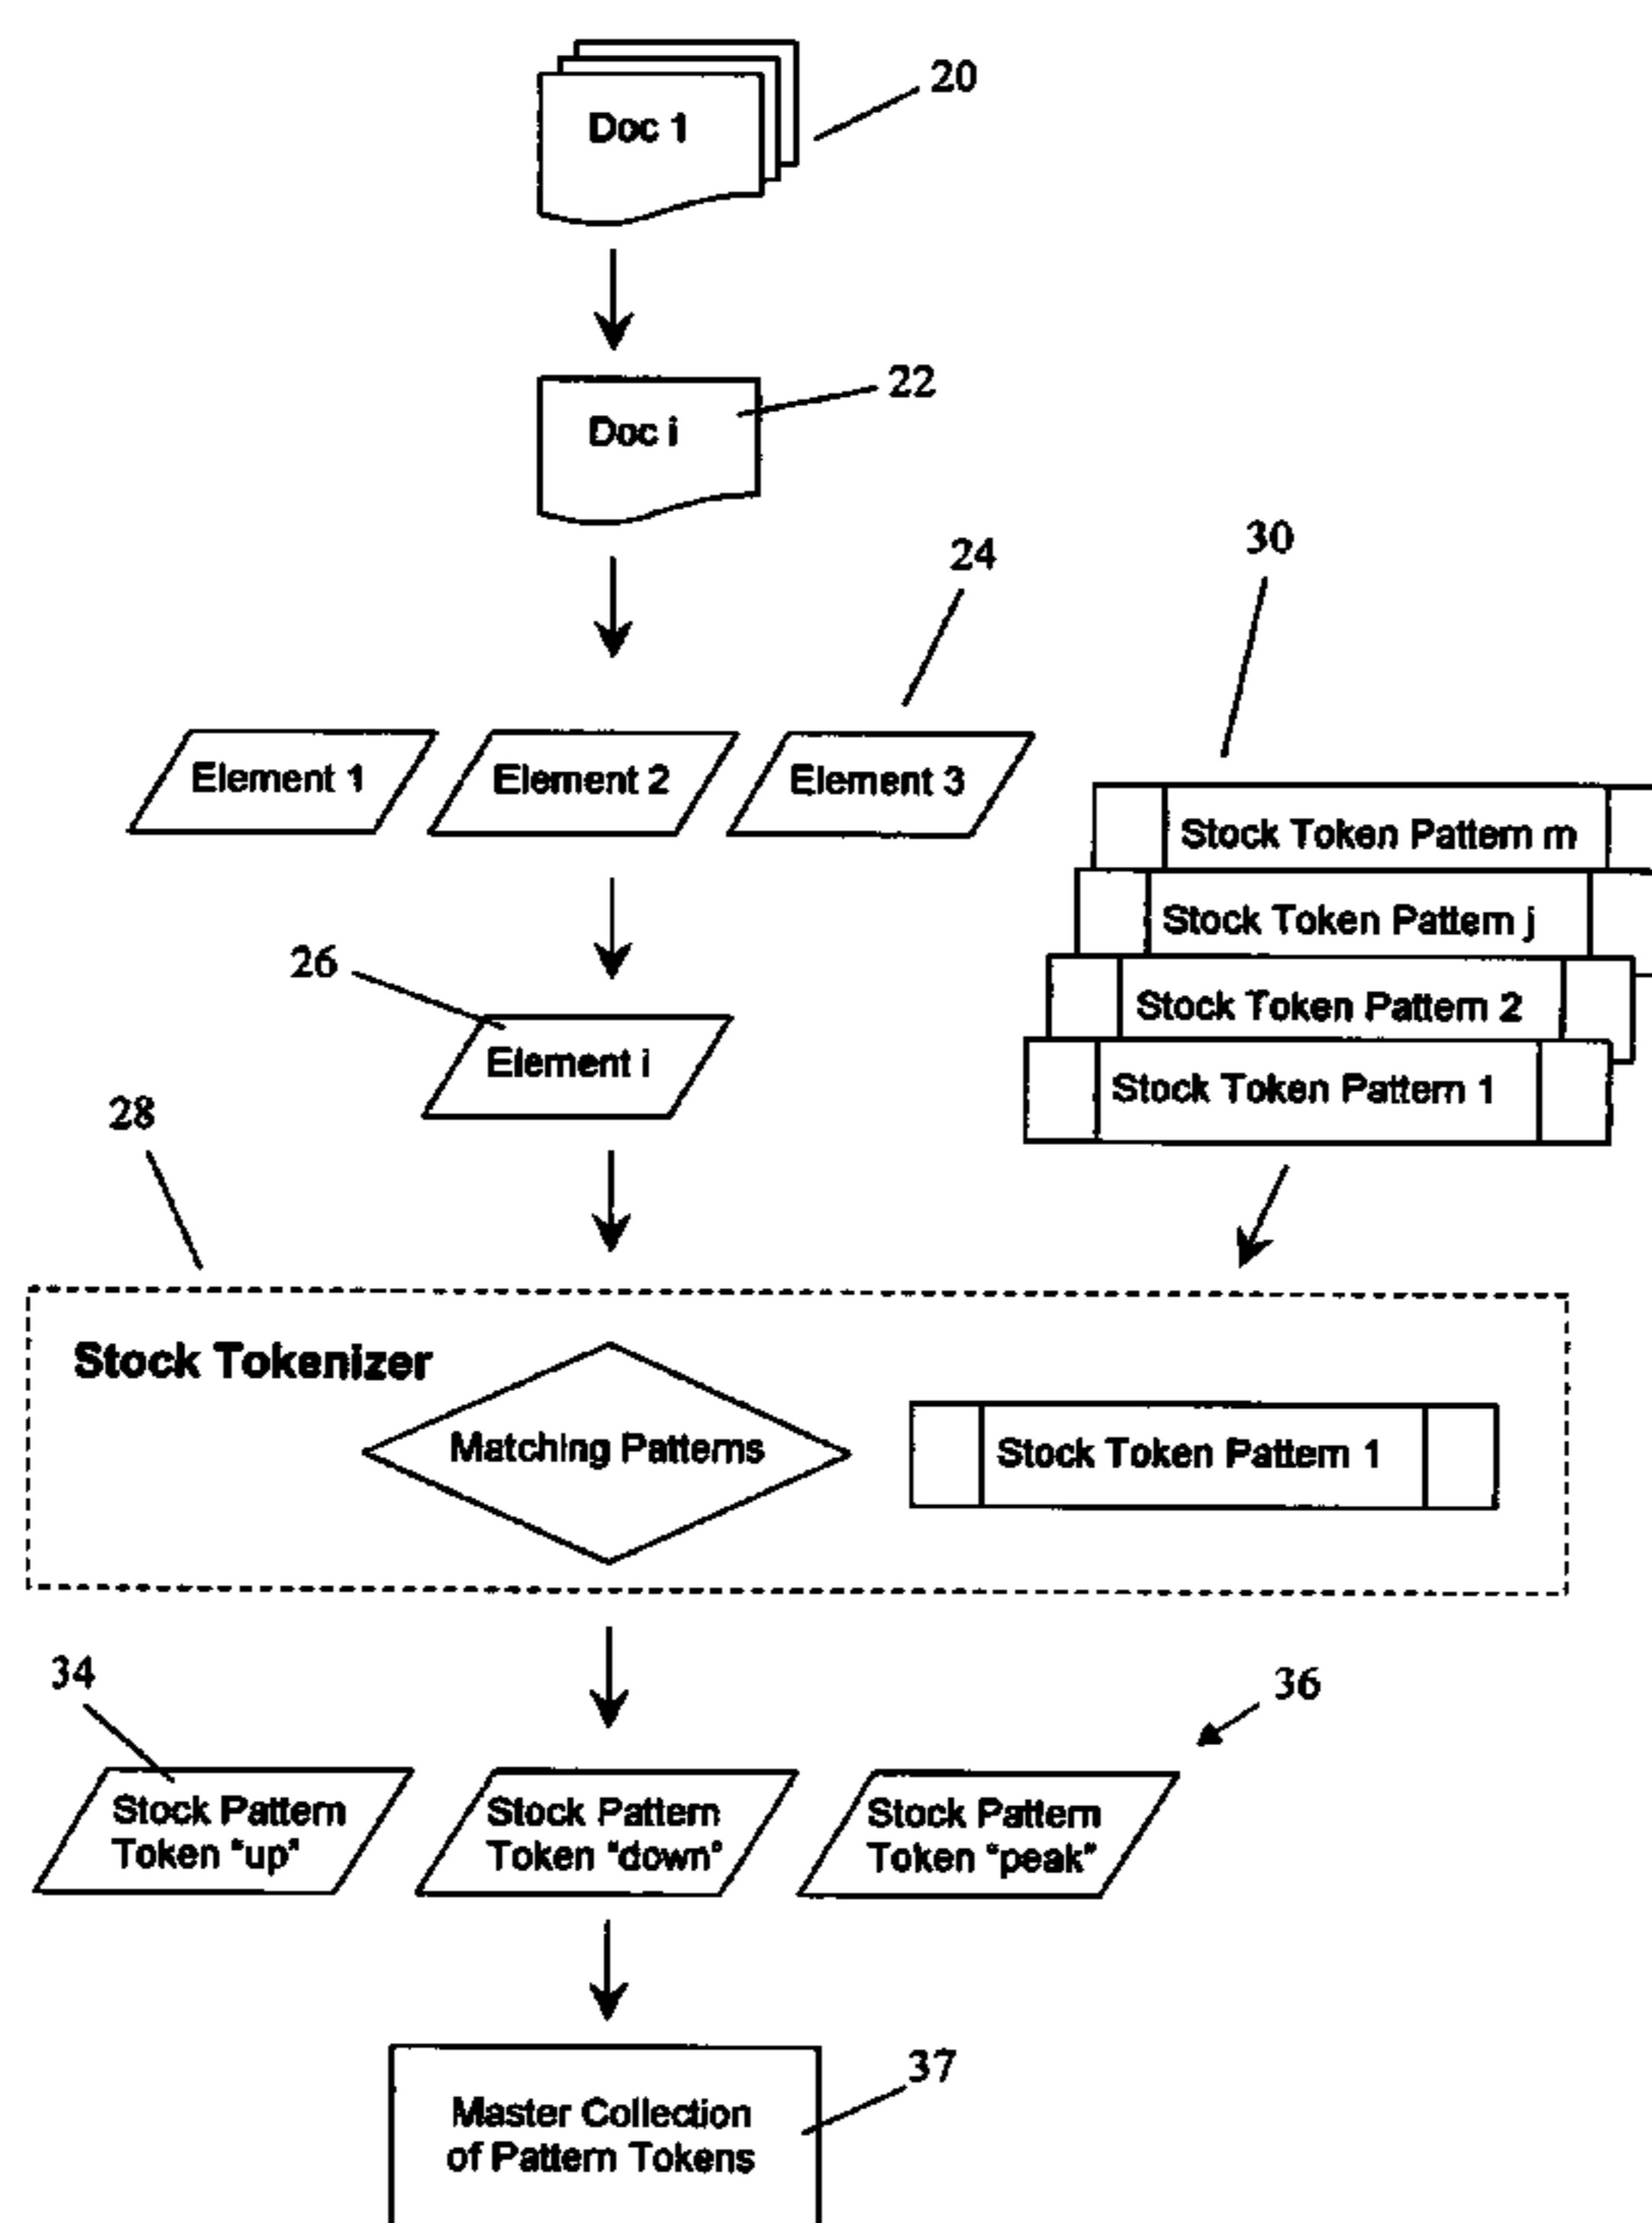 20
Doc 1
22
Doc i
24
30
Element 1
Element 2
Element 3
Stock Token Pattern m
Stock Token Pattern j
26
Stock Token Pattern 2
Element i
Stock Token Pattern 1
28
Stock Tokenizer
Matching Patterns
Stock Token Pattern 1
34
36
Stock Pattern
Token "up"
Stock Pattern
Token "down"
Stock Pattern
Token "peak"
37
Master Collection
of Pattern Tokens